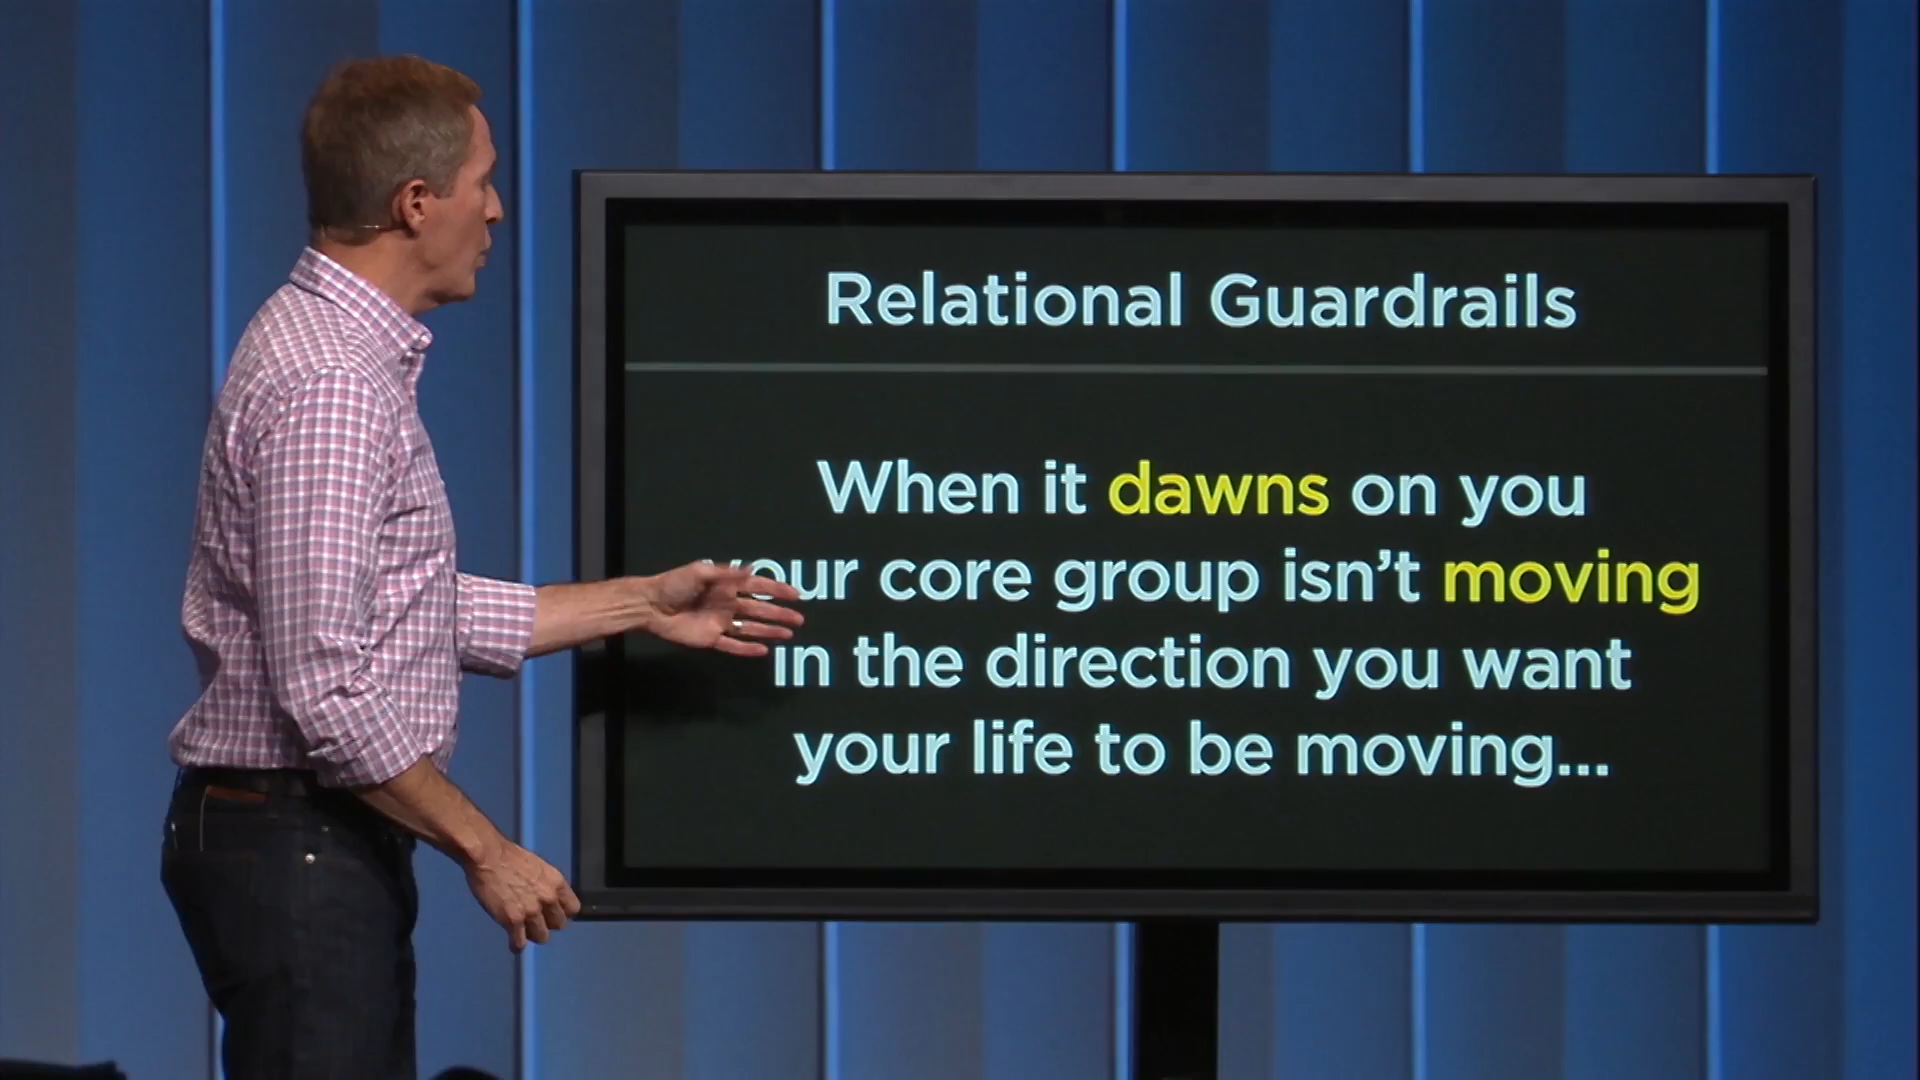 Relational Guardrails
When it dawns on you
your core group isn't moving
in the direction you want
your life to be moving...